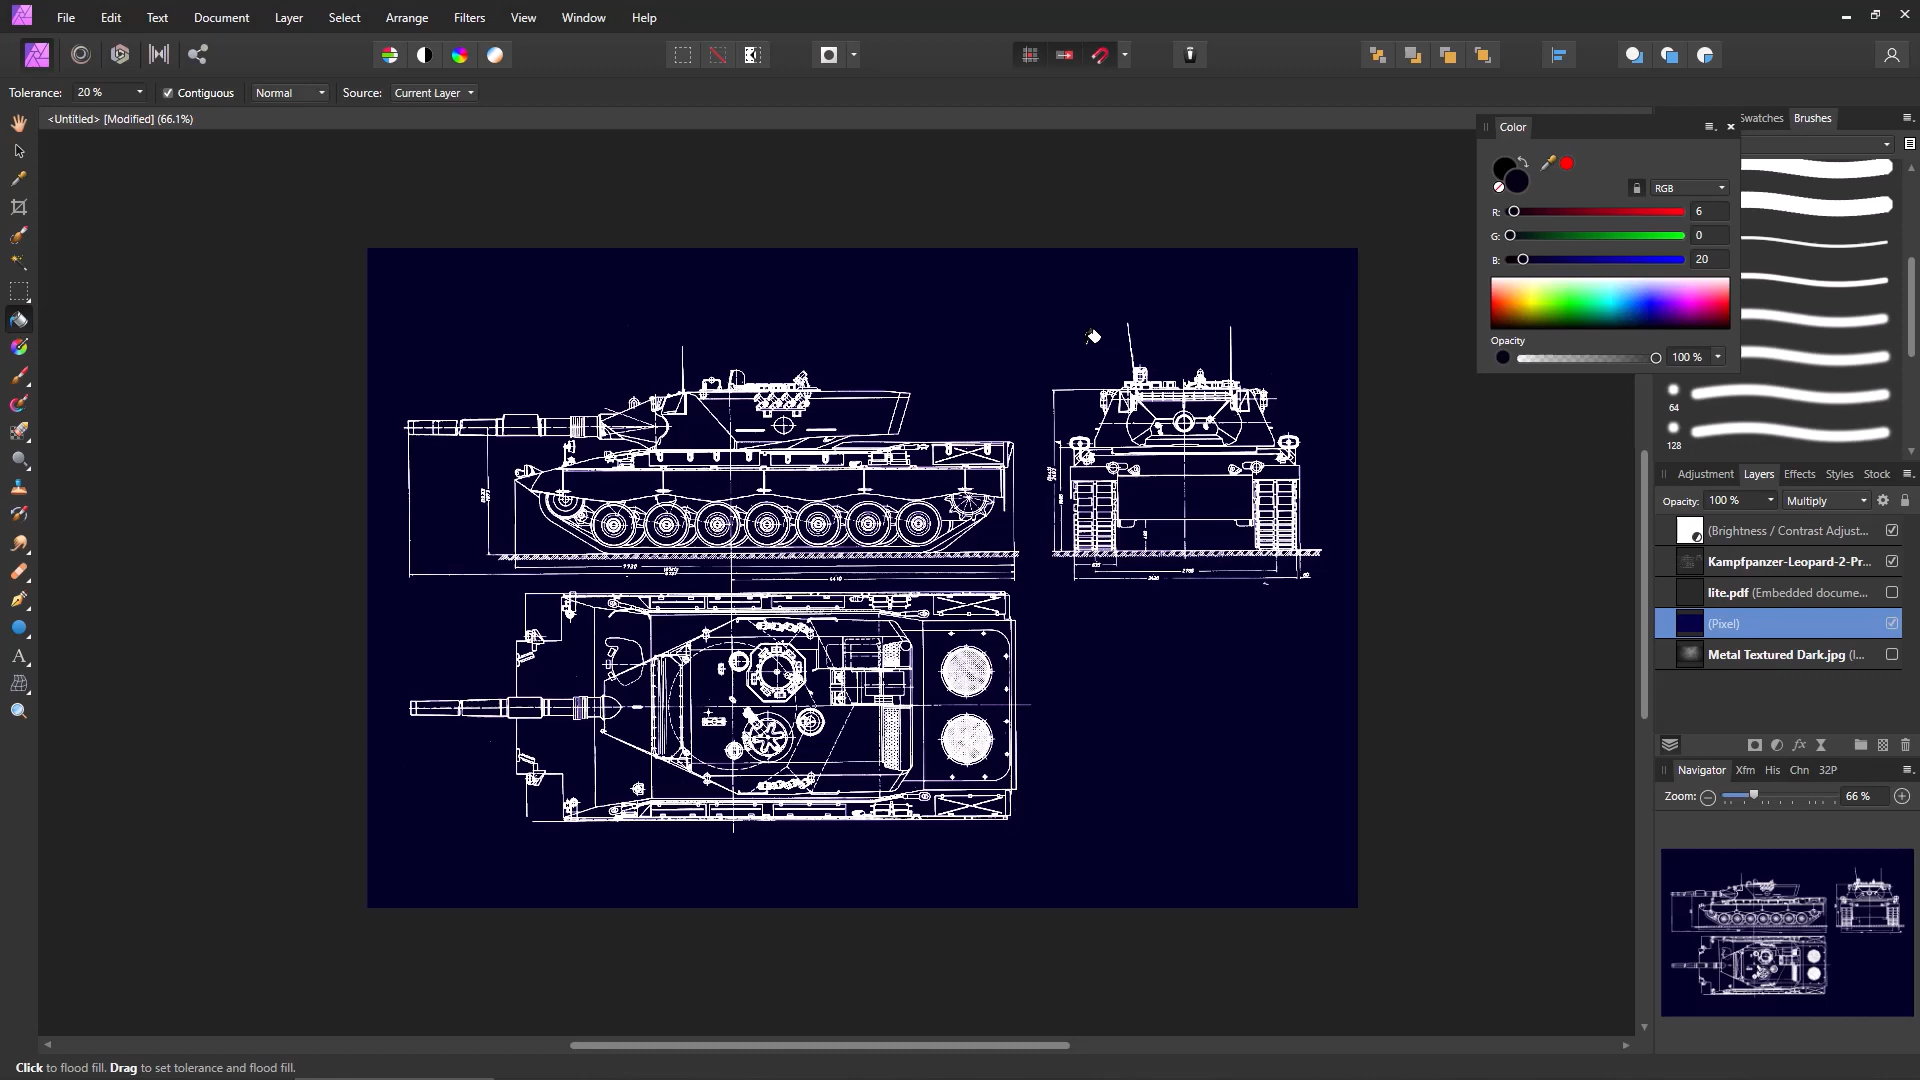 File Edit Text Document Layer Select Arrange Filters View Window Help
Tolerance: 20 % Contiguous Normal Source: Current Layer
<Untitled> [Modified] (66.1%)
Color
Swatches Brushes
RGB
R: 6
G: 0
B: 20
Opacity
100 %
64
128
Adjustment Layers Effects Styles Stock
Opacity: 100 % Multiply
(Brightness / Contrast Adjust...
Kampfpanzer-Leopard-2-Pr...
lite.pdf (Embedded docume...
(Pixel)
Metal Textured Dark.jpg (I...
fx
Navigator Xfm His Chn 32P
Zoom: 66 %
Click to flood fill. Drag to set tolerance and flood fill.